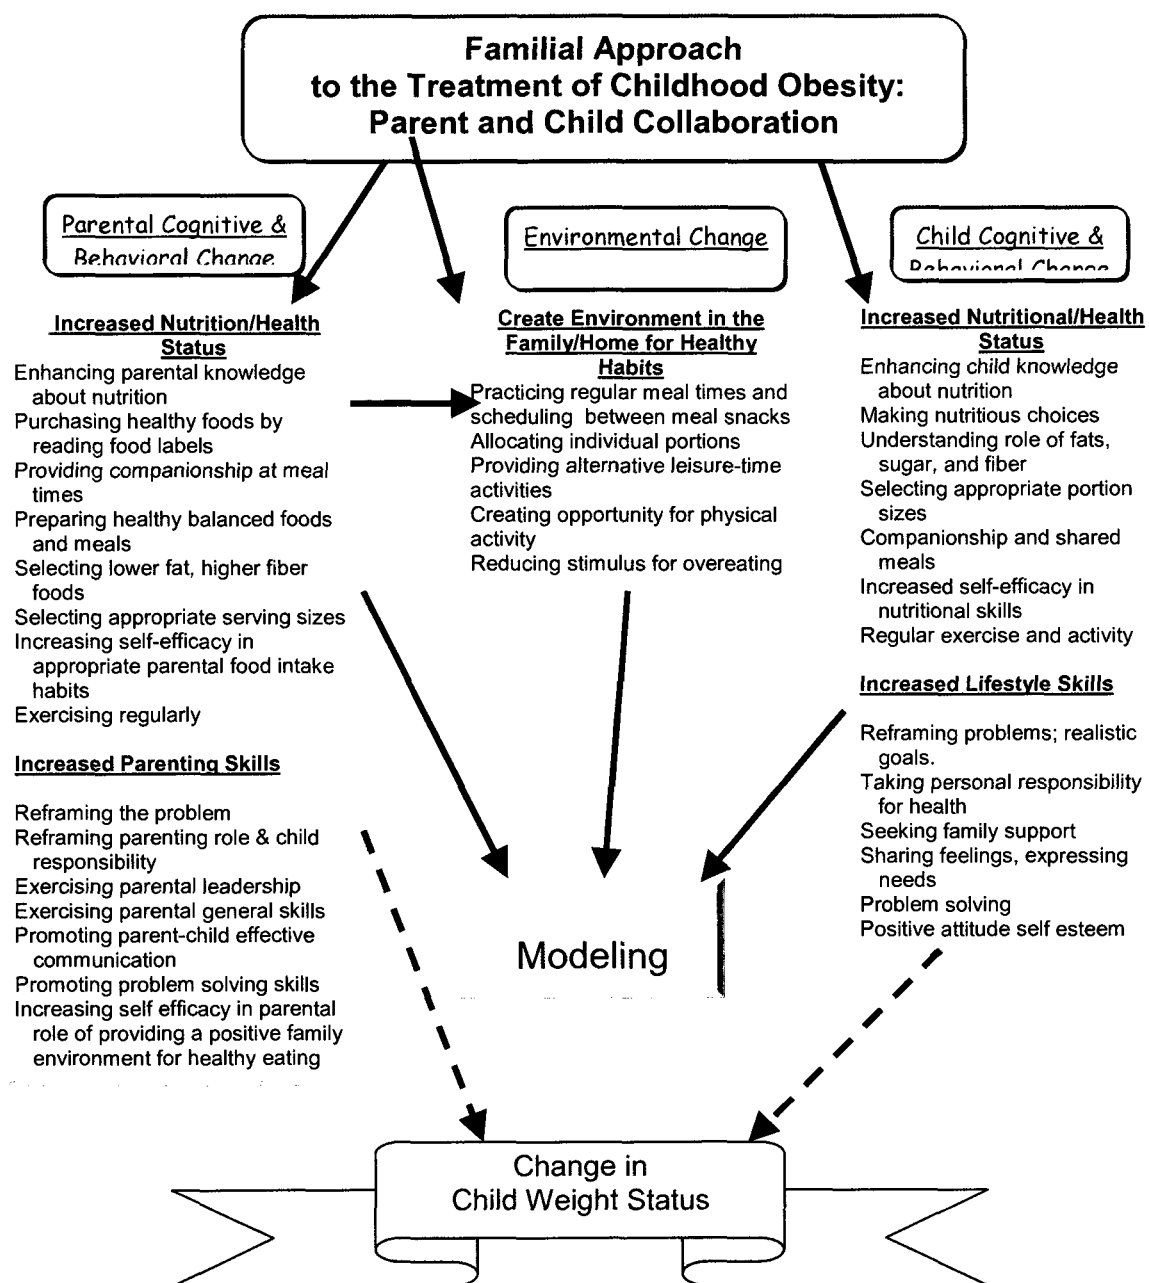 Familial Approach
to the Treatment of Childhood Obesity:
Parent and Child Collaboration
Parental Cognitive &
Behavioral Change
Environmental Change
Child Cognitive &
Behavioral Change
Increased Nutrition/Health
Status
Enhancing parental knowledge
about nutrition
Purchasing healthy foods by
reading food labels
Providing companionship at meal
times
Preparing healthy balanced foods
and meals
Selecting lower fat, higher fiber
foods
Selecting appropriate serving sizes
Increasing self-efficacy in
appropriate parental food intake
habits
Exercising regularly
Increased Parenting Skills
Reframing the problem
Reframing parenting role & child
responsibility
Exercising parental leadership
Exercising parental general skills
Promoting parent-child effective
communication
Promoting problem solving skills
Increasing self efficacy in parental
role of providing a positive family
environment for healthy eating
Create Environment in the
Family/Home for Healthy
Habits
Practicing regular meal times and
scheduling between meal snacks
Allocating individual portions
Providing alternative leisure-time
activities
Creating opportunity for physical
activity
Reducing stimulus for overeating
Increased Nutritional/Health
Status
Enhancing child knowledge
about nutrition
Making nutritious choices
Understanding role of fats,
sugar, and fiber
Selecting appropriate portion
sizes
Companionship and shared
meals
Increased self-efficacy in
nutritional skills
Regular exercise and activity
Increased Lifestyle Skills
Reframing problems; realistic
goals.
Taking personal responsibility
for health
Seeking family support
Sharing feelings, expressing
needs
Problem solving
Positive attitude self esteem
Modeling
Change in
Child Weight Status